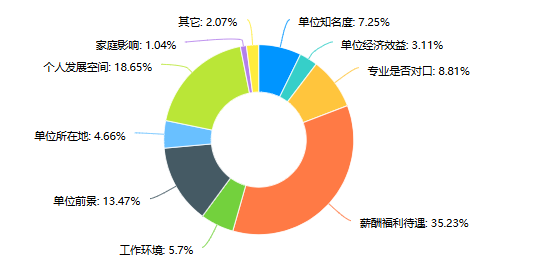 其它: 2.07%
单位知名度: 7.25%
家庭影响: 1.04%
单位经济效益: 3.11%
个人发展空间: 18.65%
专业是否对口: 8.81%
单位所在地: 4.66%
单位前景: 13.47%
薪酬福利待遇: 35.23%
工作环境: 5.7%